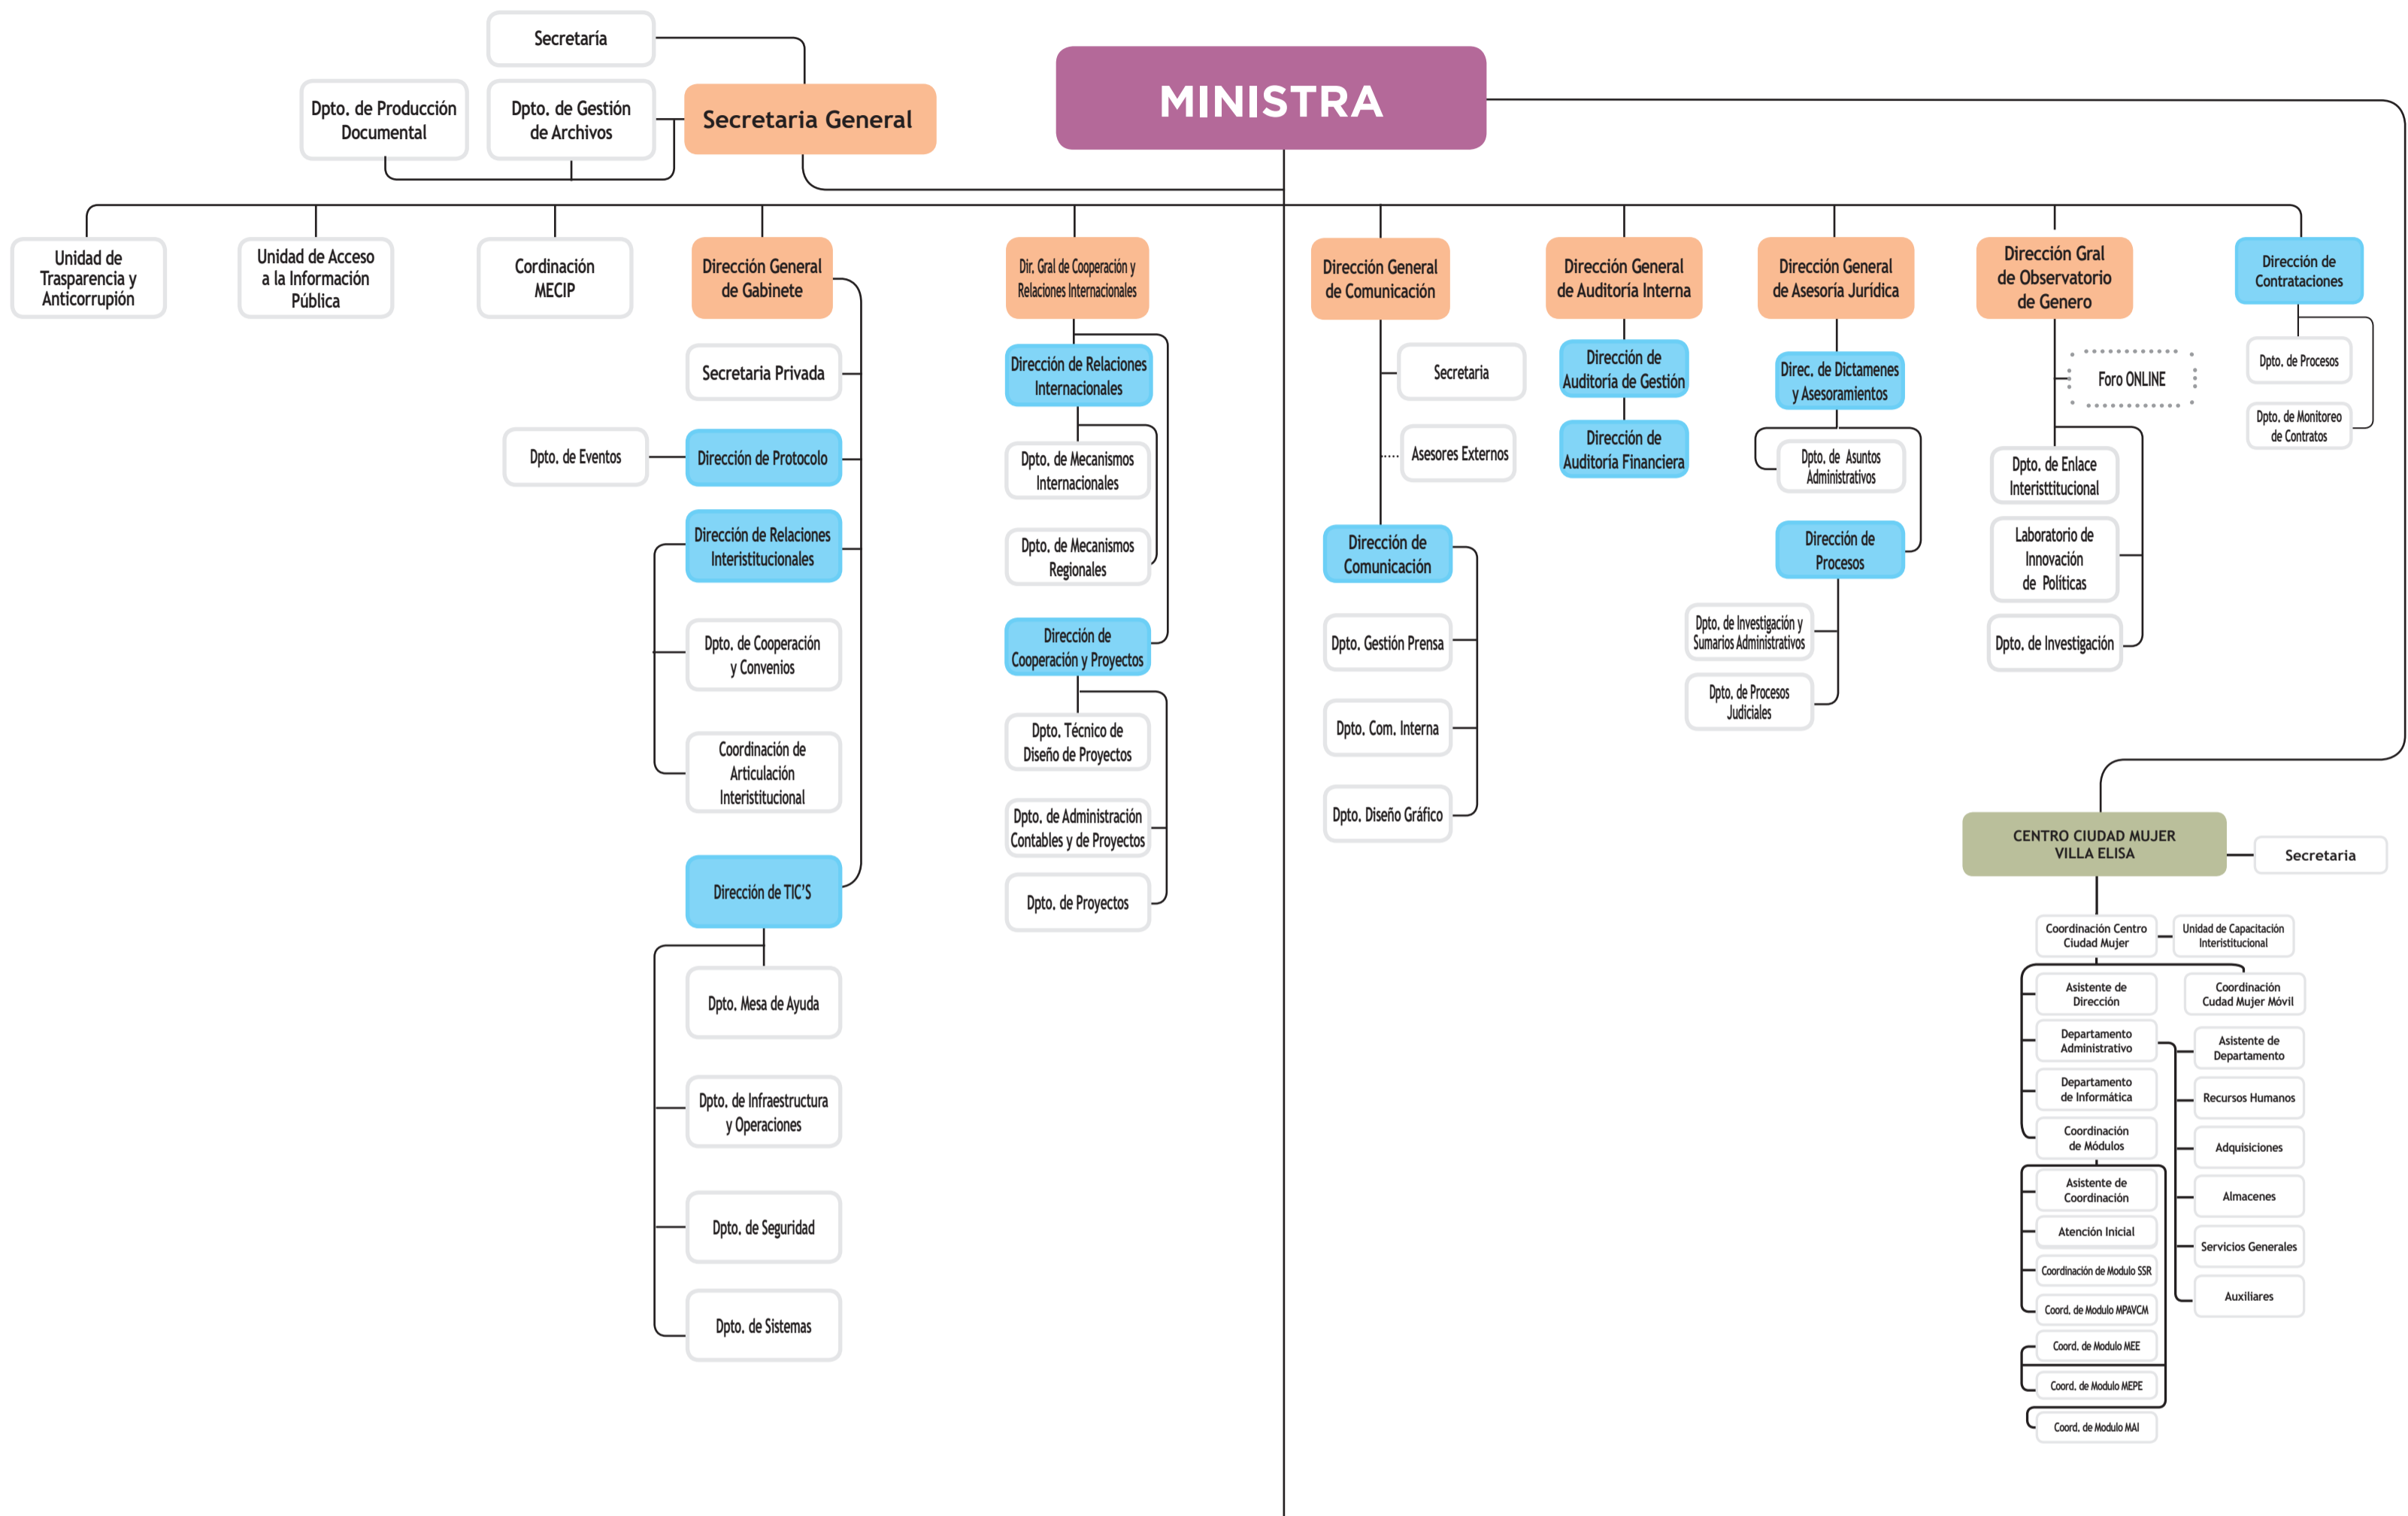 Secretaría
Dpto. de Producción
Documental
Dpto. de Gestión
de Archivos
Secretaria General
MINISTRA
Unidad de
Trasparencia y
Anticorrupión
Unidad de Acceso
a la Información
Pública
Cordinación
MECIP
Dirección General
de Gabinete
Dir. Gral de Cooperación y
Relaciones Internacionales
Dirección General
de Comunicación
Dirección General
de Auditoría Interna
Dirección General
de Asesoría Jurídica
Dirección Gral
de Observatorio
de Genero
Dirección de
Contrataciones
Secretaria Privada
Dpto. de Eventos
Dirección de Protocolo
Dirección de Relaciones
Interistitucionales
Dpto. de Cooperación
y Convenios
Coordinación de
Articulación
Interistitucional
Dirección de TIC'S
Dpto. Mesa de Ayuda
Dpto. de Infraestructura
y Operaciones
Dpto. de Seguridad
Dpto. de Sistemas
Dirección de Relaciones
Internacionales
Dpto. de Mecanismos
Internacionales
Dpto. de Mecanismos
Regionales
Dirección de
Cooperación y Proyectos
Dpto. Técnico de
Diseño de Proyectos
Dpto. de Administración
Contables y de Proyectos
Dpto. de Proyectos
Secretaria
Asesores Externos
Dirección de
Comunicación
Dpto. Gestión Prensa
Dpto. Com. Interna
Dpto. Diseño Gráfico
Dirección de
Auditoría de Gestión
Dirección de
Auditoría Financiera
Direc. de Dictamenes
y Asesoramientos
Dpto. de Asuntos
Administrativos
Dirección de
Procesos
Dpto. de Investigación y
Sumarios Administrativos
Dpto. de Procesos
Judiciales
Foro ONLINE
Dpto. de Enlace
Interisttitucional
Laboratorio de
Innovación
de Políticas
Dpto. de Investigación
Dpto. de Procesos
Dpto. de Monitoreo
de Contratos
CENTRO CIUDAD MUJER
VILLA ELISA
Secretaria
Coordinación Centro
Ciudad Mujer
Unidad de Capacitación
Interistitucional
Asistente de
Dirección
Coordinación
Cudad Mujer Móvil
Departamento
Administrativo
Departamento
de Informática
Coordinación
de Módulos
Asistente de
Coordinación
Atención Inicial
Coordinación de Modulo SSR
Coord. de Modulo MPAVCM
Coord. de Modulo MEE
Coord. de Modulo MEPE
Coord. de Modulo MAI
Asistente de
Departamento
Recursos Humanos
Adquisiciones
Almacenes
Servicios Generales
Auxiliares